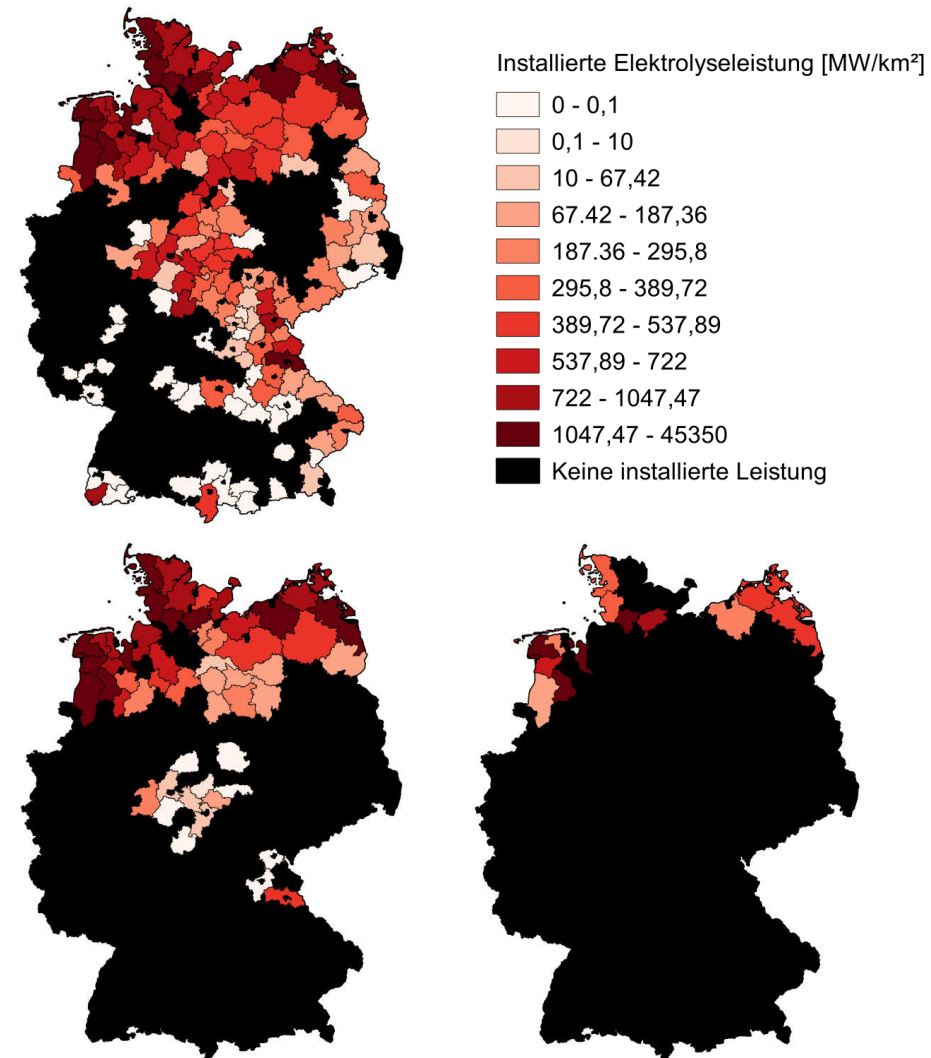 Installierte Elektrolyseleistung [MW/km²]
0 - 0,1
0,1 - 10
10 - 67,42
67.42 - 187,36
187.36 - 295,8
295,8 - 389,72
389,72 - 537,89
537,89 - 722
722 - 1047,47
1047,47 - 45350
Keine installierte Leistung